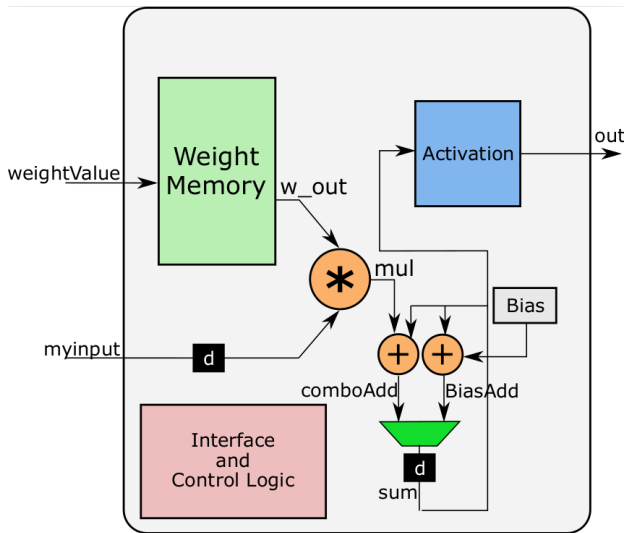 weightValue
Weight
Memory
w_out
Activation
out
*
mul
Bias
myinput
d
+
+
comboAdd
BiasAdd
Interface
and
Control Logic
d
sum